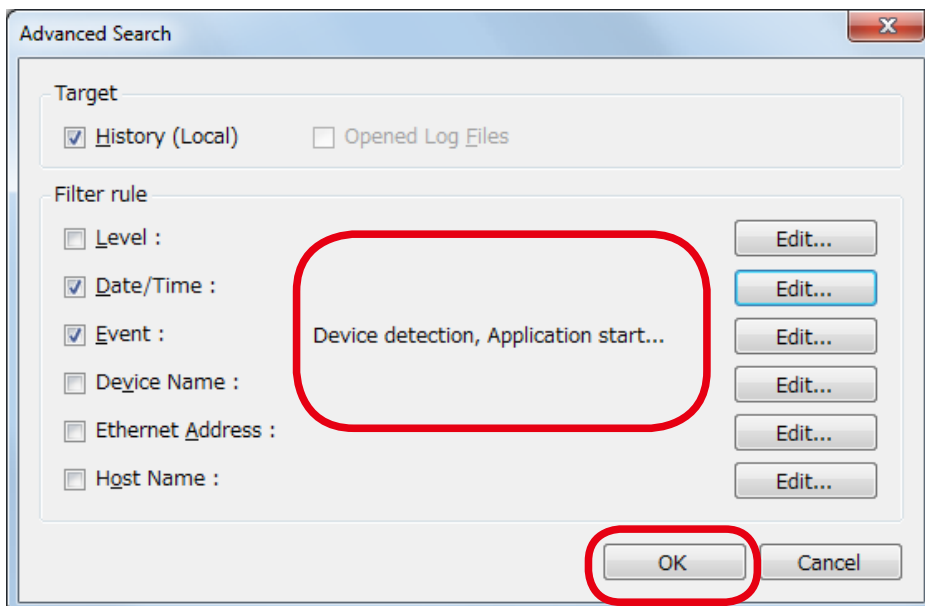 Advanced Search
Target
History (Local) Opened Log Files
Filter rule
Level : Edit...
Date/Time : Edit...
Event : Device detection, Application start... Edit...
Device Name : Edit...
Ethernet Address : Edit...
Host Name : Edit...
OK Cancel